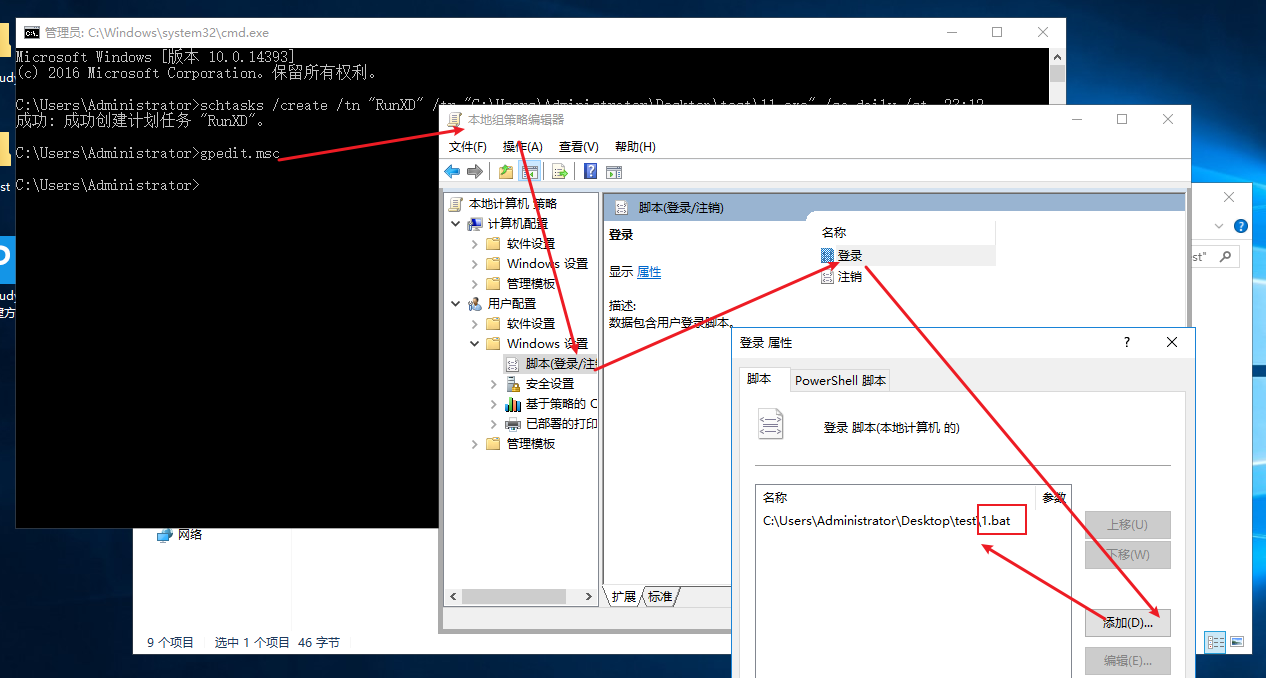 管理员: C:\Windows\system32\cmd.exe
Microsoft Windows [版本 10.0.14393]
(c) 2016 Microsoft Corporation。保留所有权利。
C:\Users\Administrator>schtasks /create /tn "RunXD" /tr "C:\Users\Administrator\Desktop\test\11.exe" /sc daily /st 23:12
成功: 成功创建计划任务 "RunXD"。
C:\Users\Administrator>gpedit.msc
C:\Users\Administrator>
本地组策略编辑器
文件(F) 操作(A) 查看(V) 帮助(H)
本地计算机 策略
计算机配置
软件设置
Windows 设置
管理模板
用户配置
软件设置
Windows 设置
脚本(登录/注
安全设置
基于策略的 C
已部署的打印
管理模板
脚本(登录/注销)
登录
显示 属性
描述:
数据包含用户登录脚本。
名称
登录
注销
扩展 标准
登录 属性
脚本 PowerShell 脚本
登录 脚本(本地计算机 的)
名称 参数
C:\Users\Administrator\Desktop\test\1.bat
上移(U)
下移(W)
添加(D)...
编辑(E)...
st"
网络
9 个项目 选中 1 个项目 46 字节